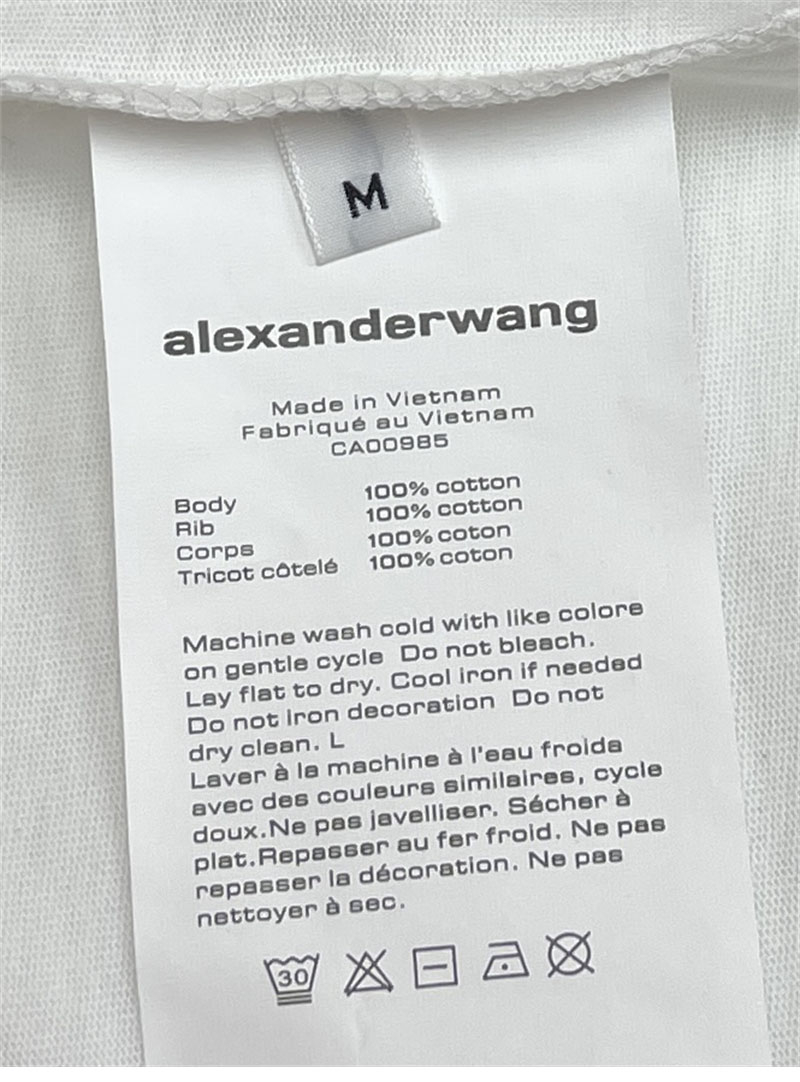 M
alexanderwang
Made in Vietnam
Fabriqué au Vietnam
CA00985
Body 100% cotton
Rib 100% cotton
Corps 100% coton
Tricot côtelé 100% coton
Machine wash cold with like colore
on gentle cycle Do not bleach.
Lay flat to dry. Cool iron if needed
Do not iron decoration Do not
dry clean. L
Laver à la machine à l'eau froida
avec des couleurs similaires, cycle
doux.Ne pas javelliser. Sécher à
plat.Repasser au fer froid. Ne pas
repasser la décoration. Ne pas
nettoyer à sec.
30